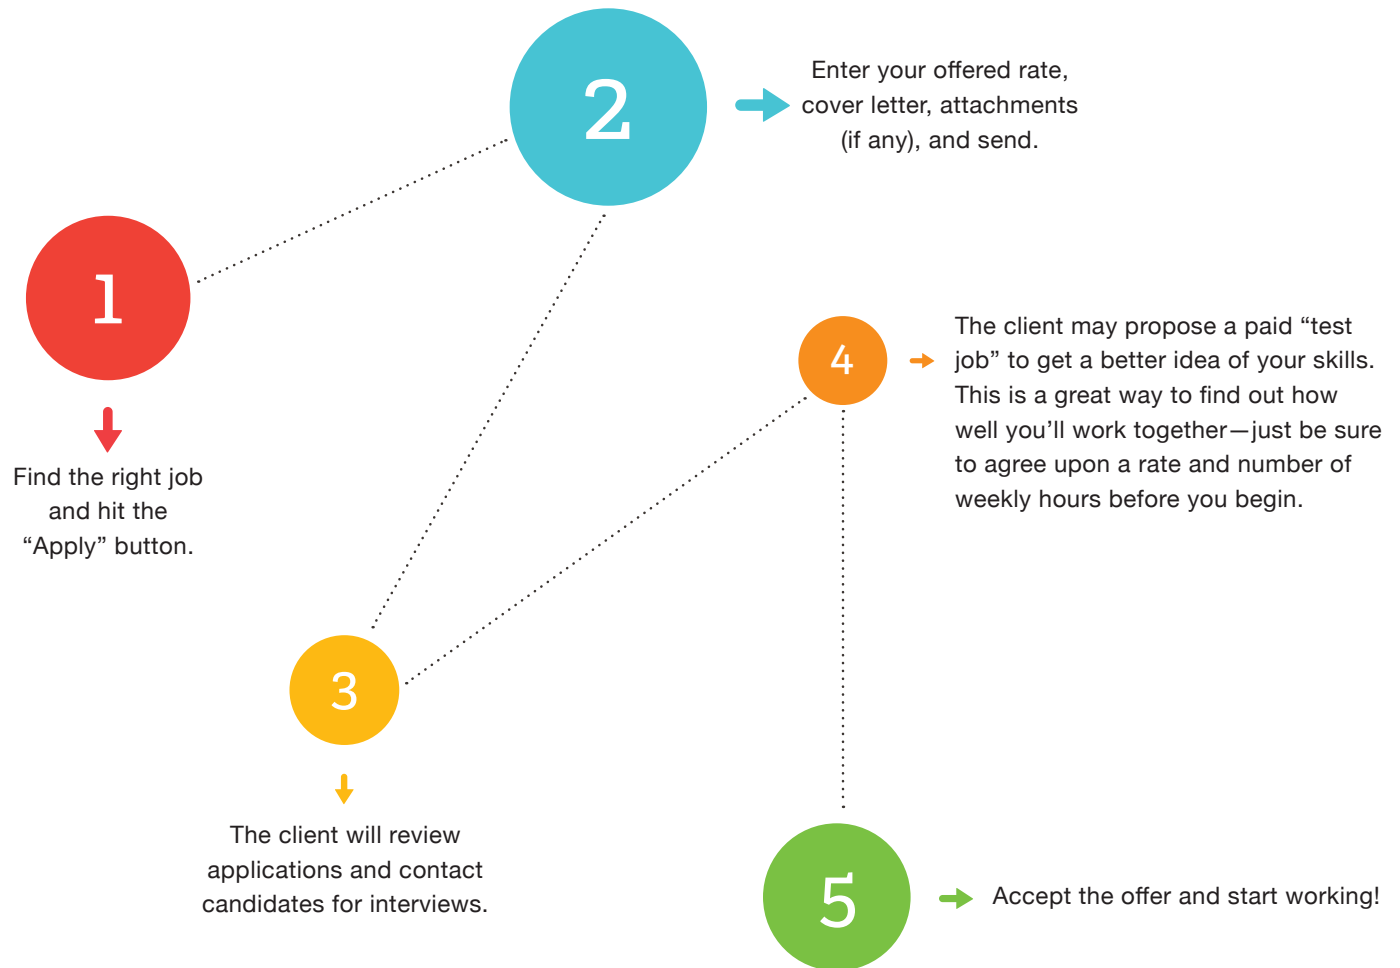 1
Find the right job
and hit the
“Apply” button.
2
Enter your offered rate,
cover letter, attachments
(if any), and send.
3
The client will review
applications and contact
candidates for interviews.
4
The client may propose a paid “test
job” to get a better idea of your skills.
This is a great way to find out how
well you’ll work together—just be sure
to agree upon a rate and number of
weekly hours before you begin.
5
Accept the offer and start working!